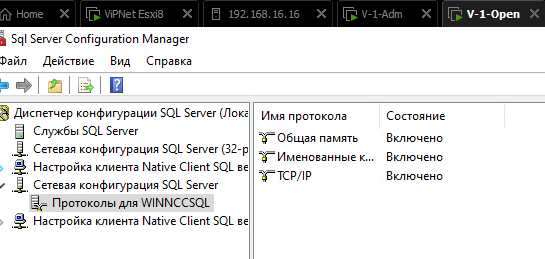 Home × ViPNet Esxi8 × 192.168.16.16 × V-1-Adm × V-1-Open
Sql Server Configuration Manager
Файл Действие Вид Справка
Диспетчер конфигурации SQL Server (Лока
Службы SQL Server
Сетевая конфигурация SQL Server (32-р
Настройка клиента Native Client SQL ве
Сетевая конфигурация SQL Server
Протоколы для WINNCCSQL
Настройка клиента Native Client SQL ве
Имя протокола Состояние
Общая память Включено
Именованные к... Включено
TCP/IP Включено